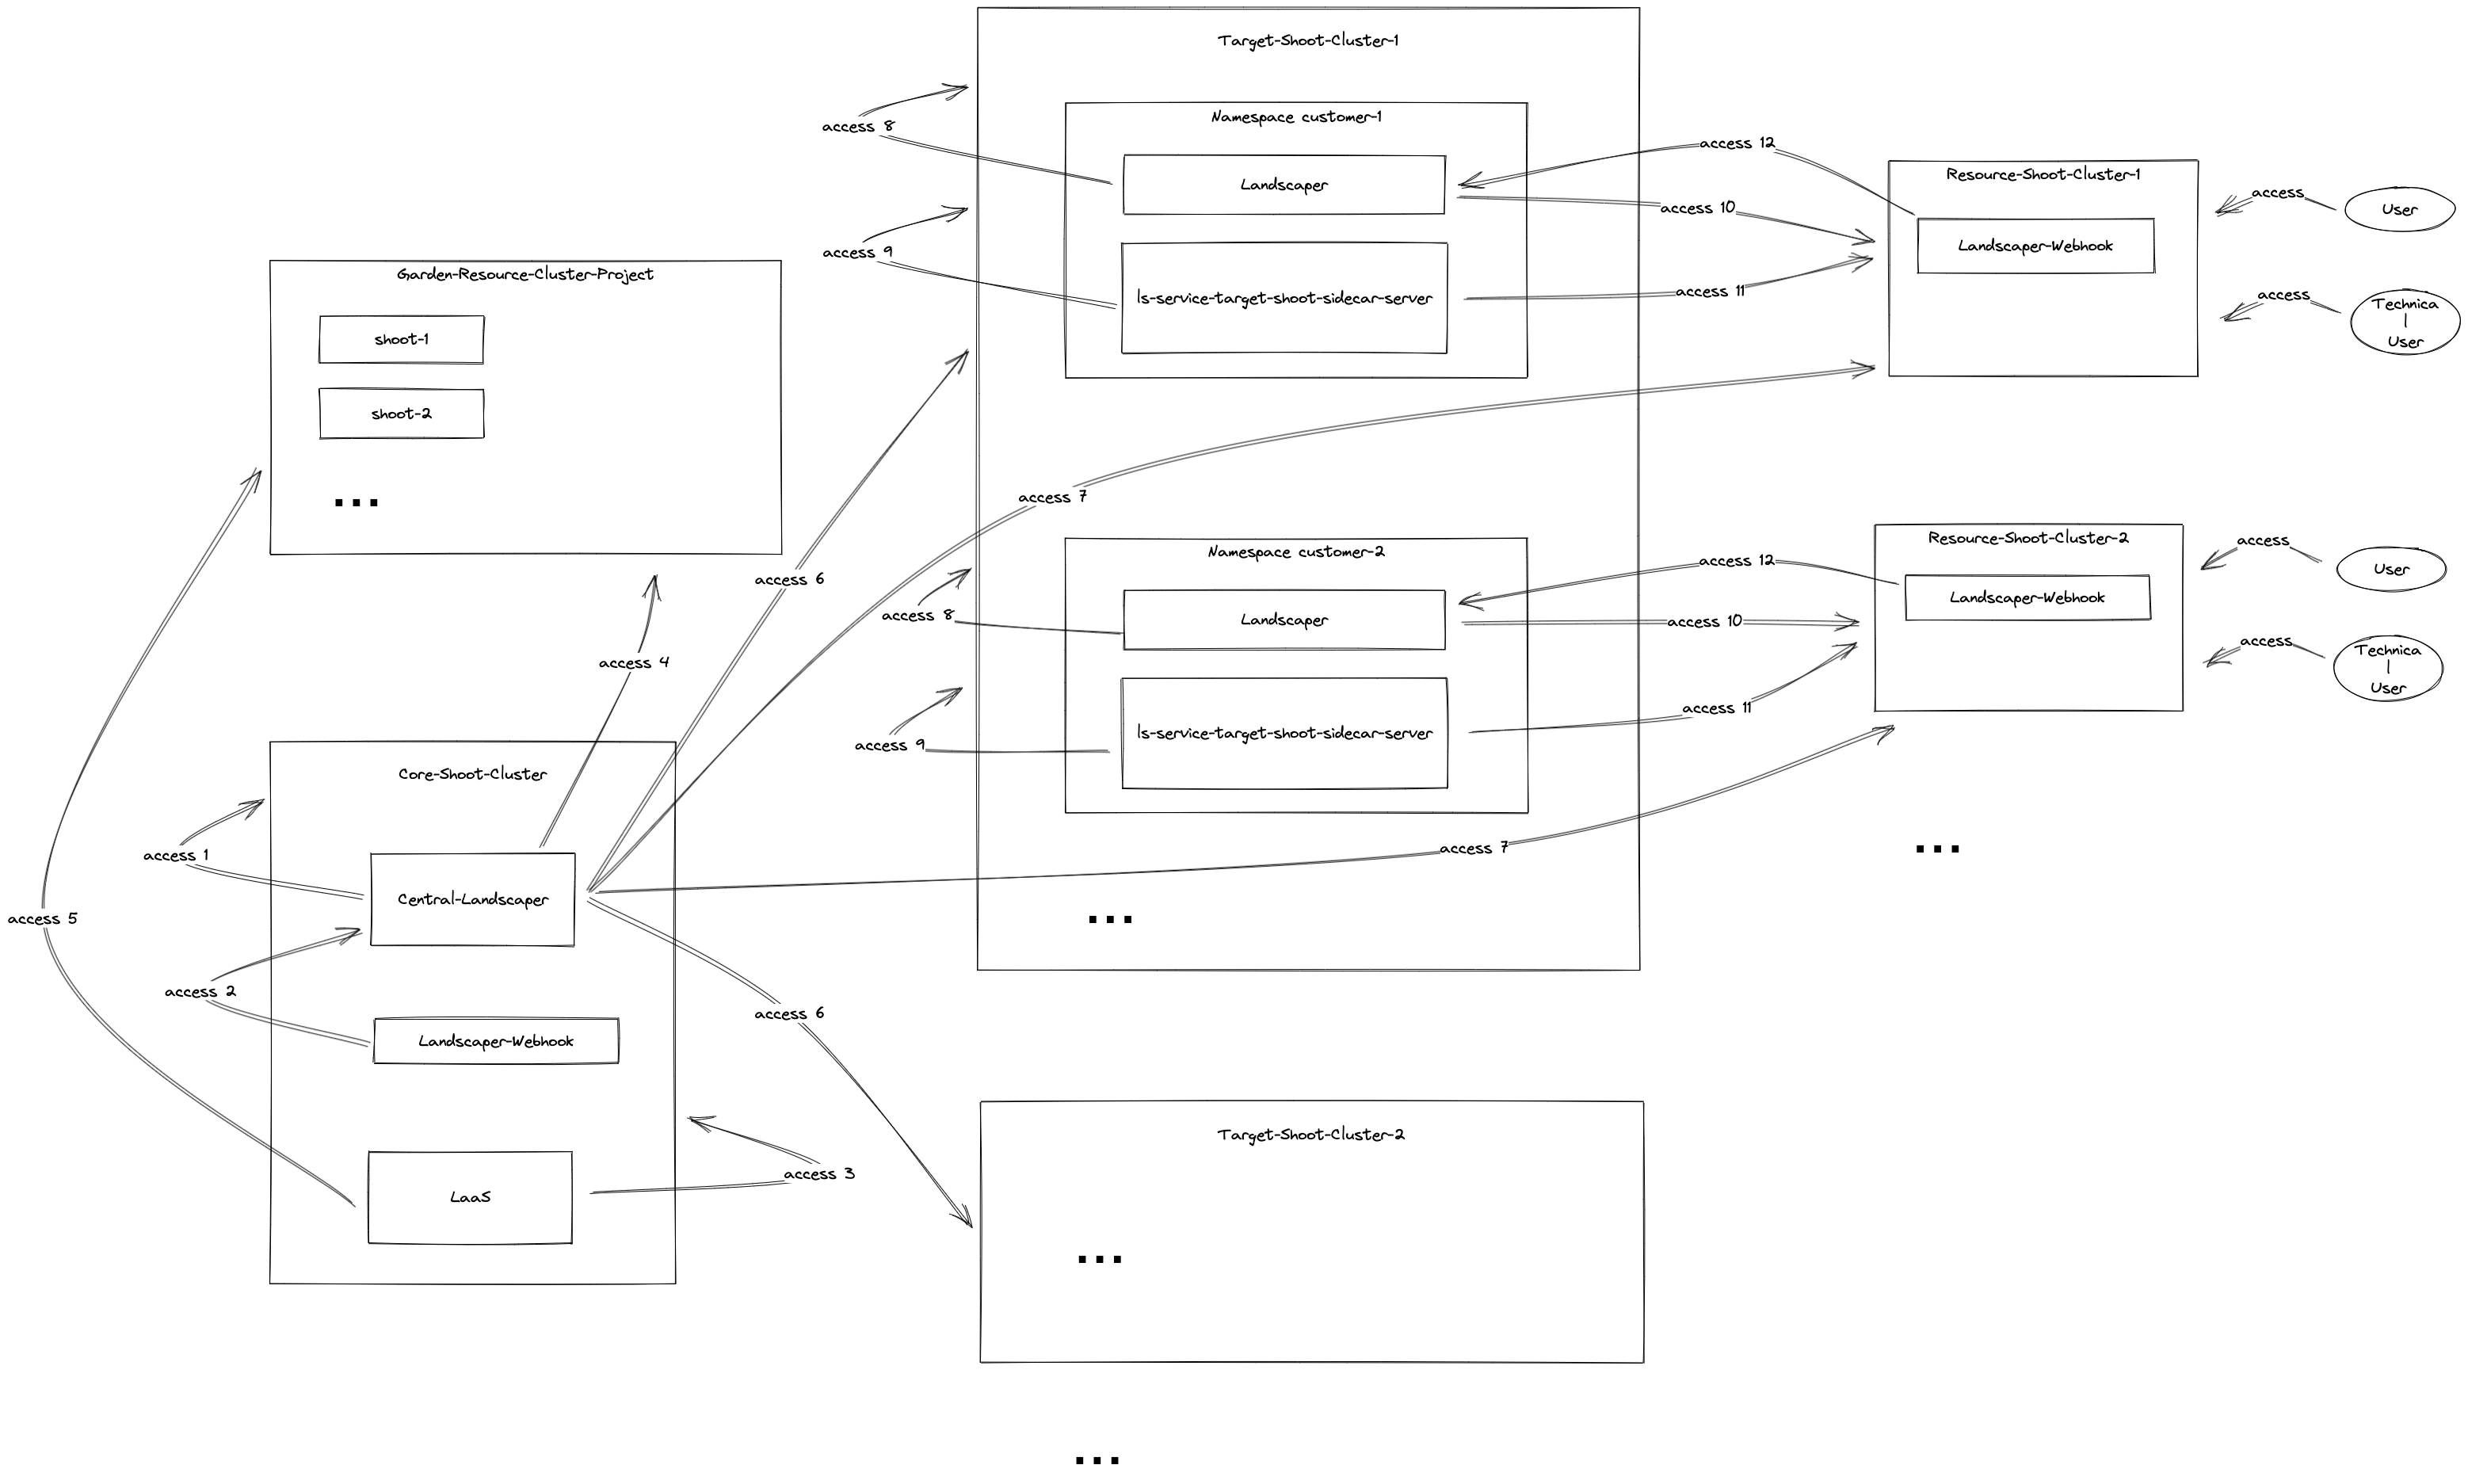 Target-Shoot-Cluster-1
access 8
Namespace customer-1
Landscaper
access 9
ls-service-target-shoot-sidecar-server
access 12
access 10
access 11
Resource-Shoot-Cluster-1
Landscaper-Webhook
access
User
access
Technica
l
User
Garden-Resource-Cluster-Project
shoot-1
shoot-2
...
access 7
access 6
access 4
Namespace customer-2
access 8
Landscaper
access 9
ls-service-target-shoot-sidecar-server
access 12
access 10
access 11
Resource-Shoot-Cluster-2
Landscaper-Webhook
access
User
access
Technica
l
User
access 7
...
...
Core-Shoot-Cluster
access 1
Central-Landscaper
access 5
access 2
Landscaper-Webhook
access 6
access 3
LaaS
Target-Shoot-Cluster-2
...
...